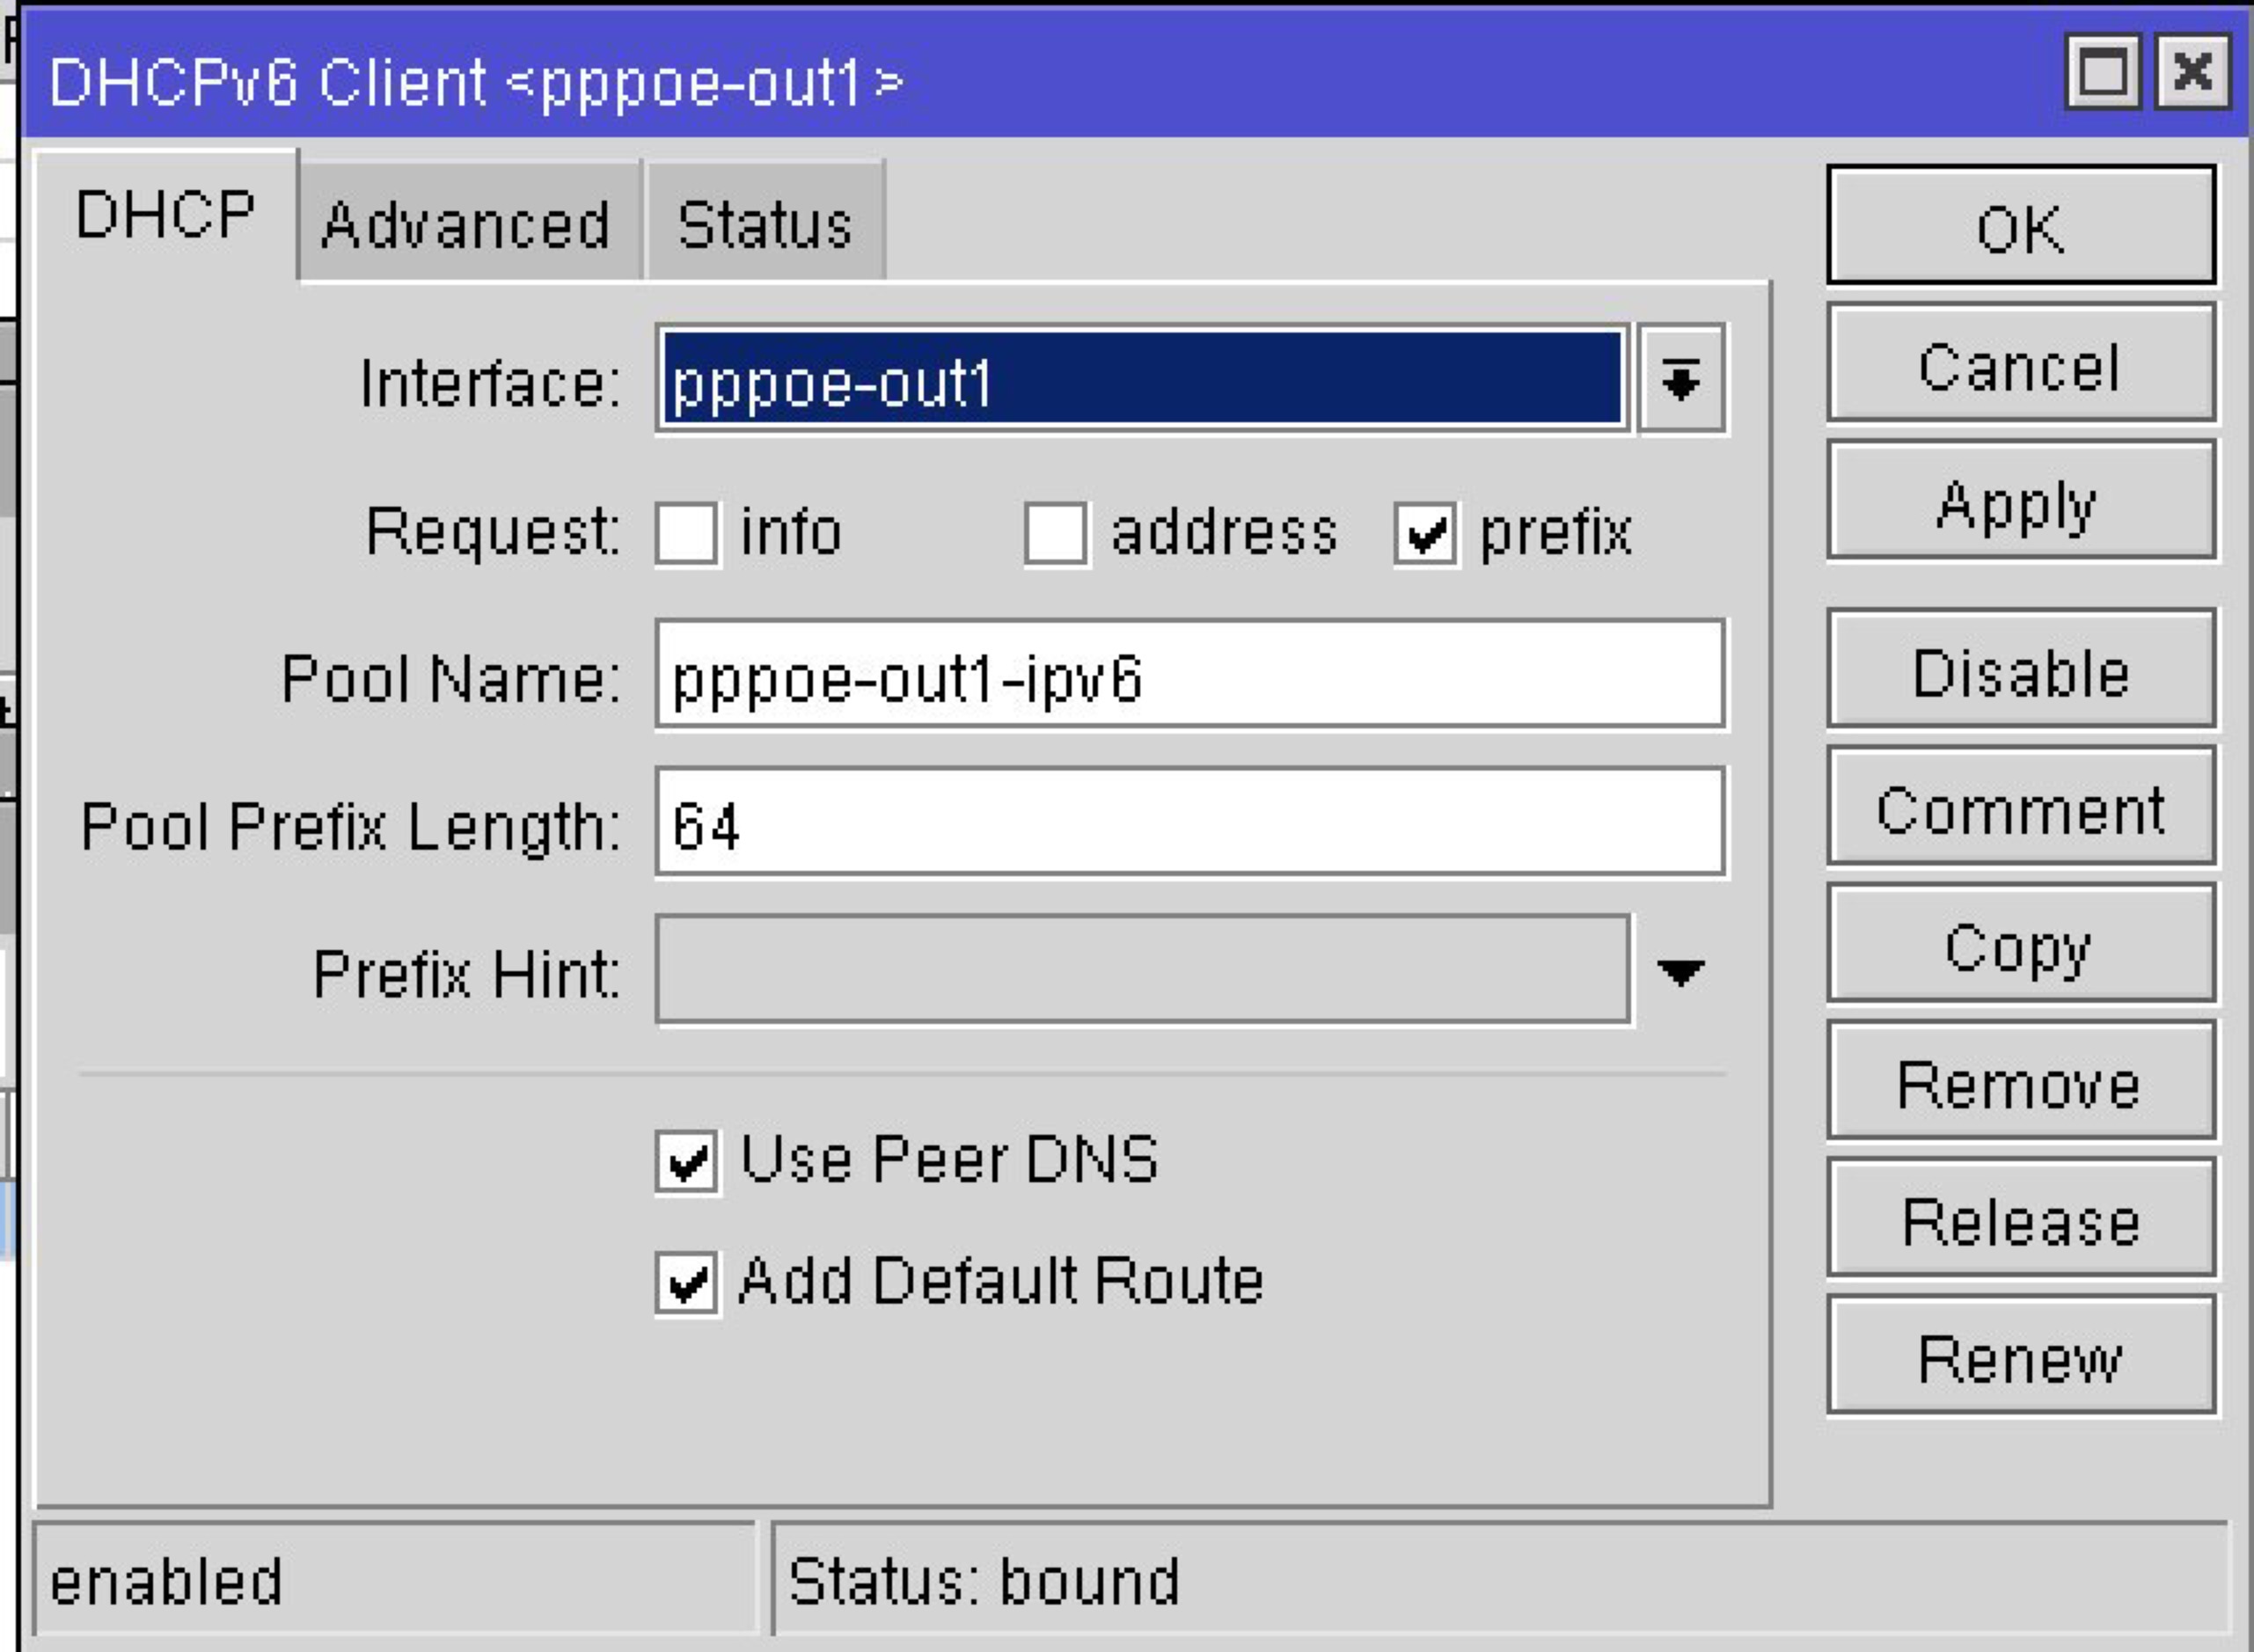 DHCPv6 Client <pppoe-out1>
DHCP Advanced Status
Interface: pppoe-out1
Request: info address prefix
Pool Name: pppoe-out1-ipv6
Pool Prefix Length: 64
Prefix Hint:
Use Peer DNS
Add Default Route
OK
Cancel
Apply
Disable
Comment
Copy
Remove
Release
Renew
enabled
Status: bound